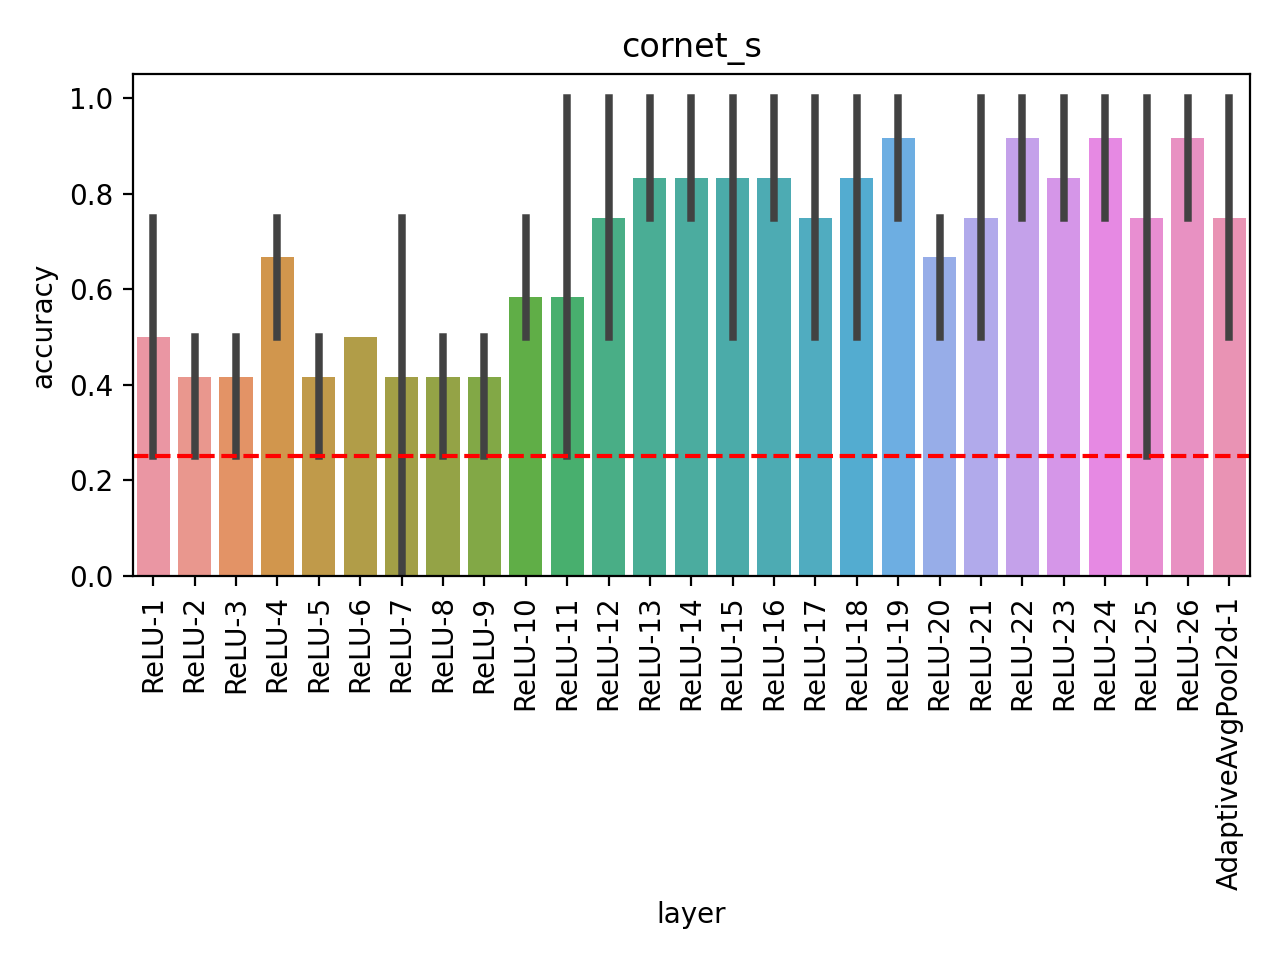 cornet_s
accuracy
1.0
0.8
0.6
0.4
0.2
0.0
ReLU-1
ReLU-2
ReLU-3
ReLU-4
ReLU-5
ReLU-6
ReLU-7
ReLU-8
ReLU-9
ReLU-10
ReLU-11
ReLU-12
ReLU-13
ReLU-14
ReLU-15
ReLU-16
ReLU-17
ReLU-18
ReLU-19
ReLU-20
ReLU-21
ReLU-22
ReLU-23
ReLU-24
ReLU-25
ReLU-26
AdaptiveAvgPool2d-1
layer